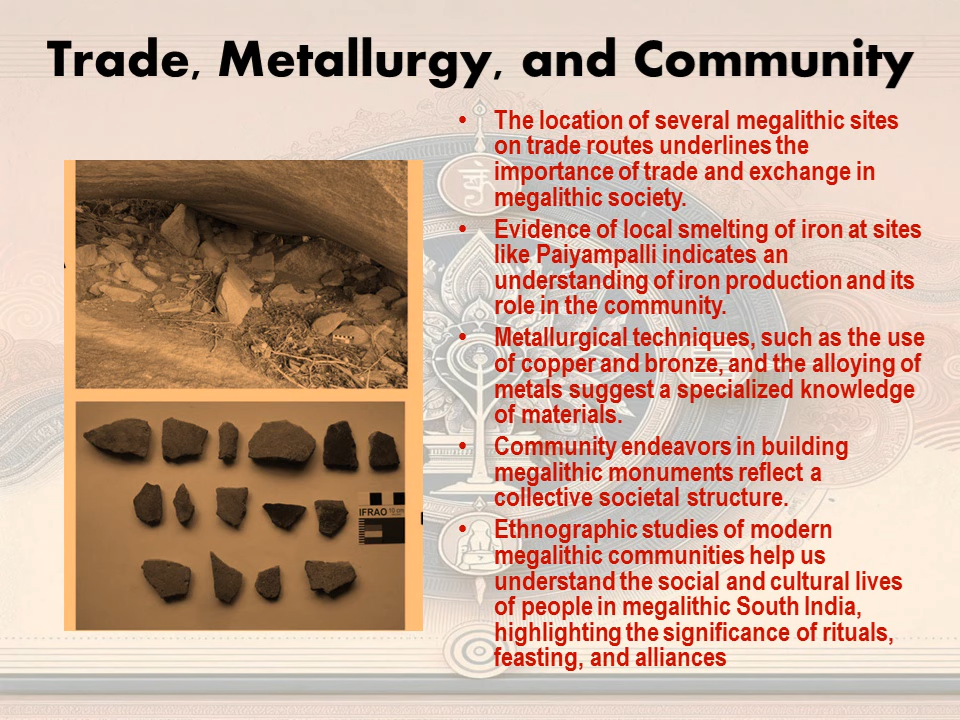 Trade, Metallurgy, and Community
• The location of several megalithic sites
on trade routes underlines the
importance of trade and exchange in
megalithic society.
• Evidence of local smelting of iron at sites
like Paiyampalli indicates an
understanding of iron production and its
role in the community.
• Metallurgical techniques, such as the use
of copper and bronze, and the alloying of
metals suggest a specialized knowledge
of materials.
• Community endeavors in building
megalithic monuments reflect a
collective societal structure.
• Ethnographic studies of modern
megalithic communities help us
understand the social and cultural lives
of people in megalithic South India,
highlighting the significance of rituals,
feasting, and alliances
IFRAO 10 cm